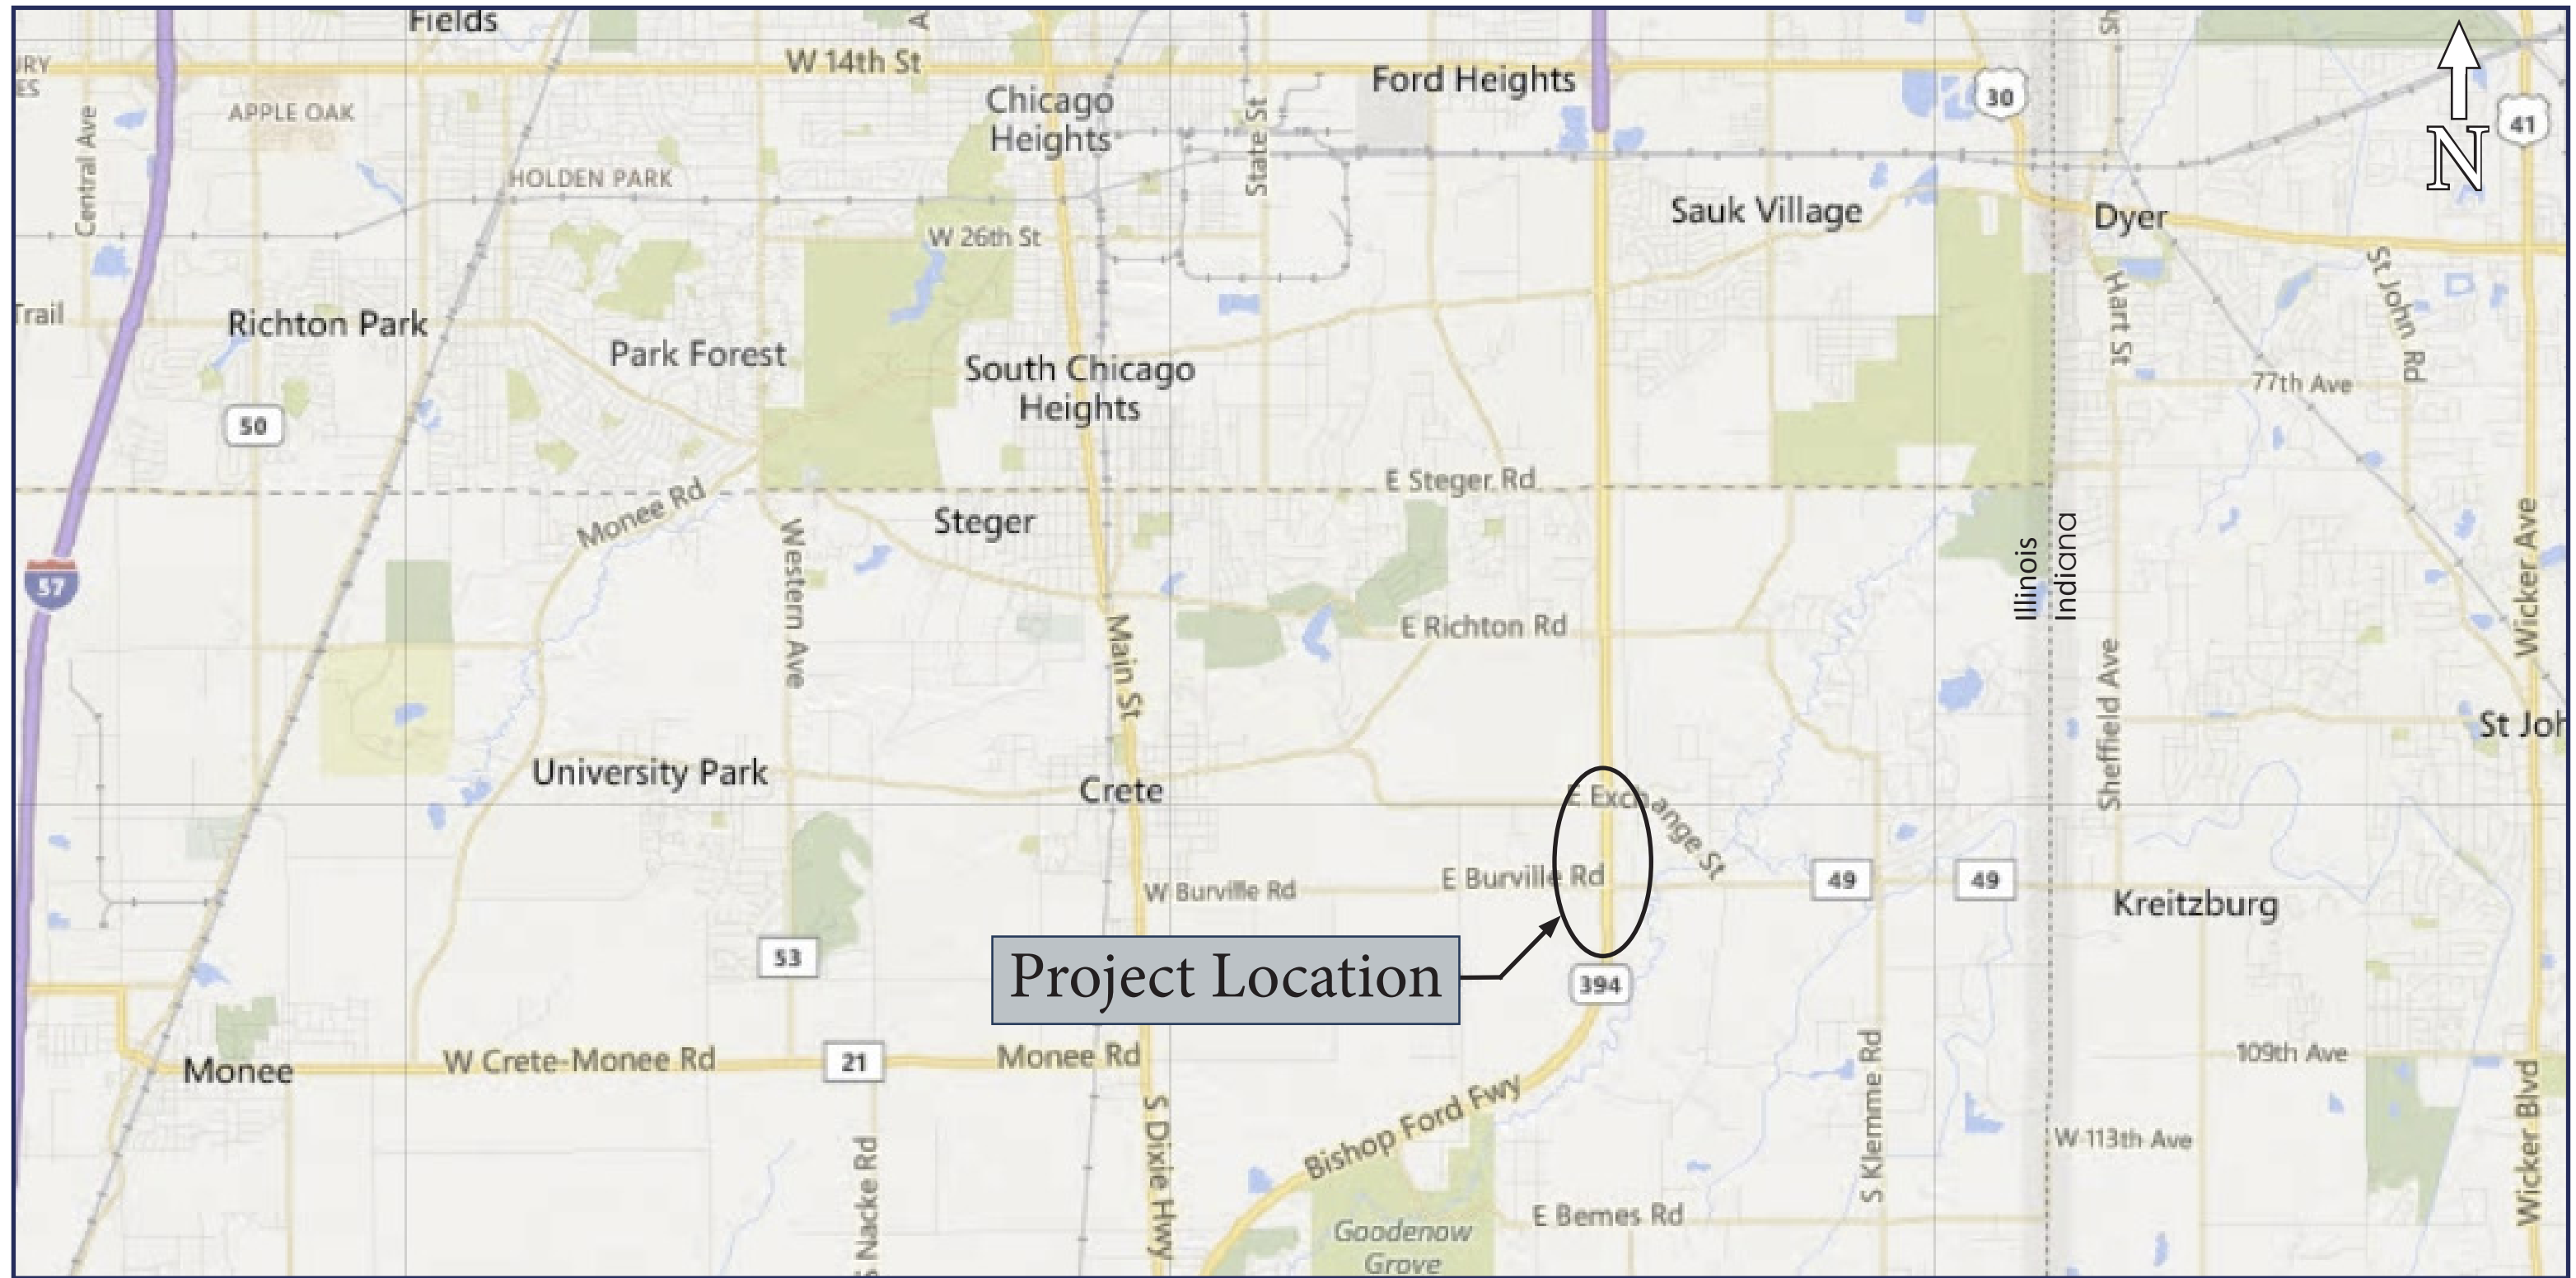 Fields
W 14th St
Ford Heights
30
41
N
APPLE OAK
Central Ave
Chicago
Heights
State St
HOLDEN PARK
Sauk Village
Dyer
W 26th St
Hart St
St John Rd
Trail
Richton Park
Park Forest
South Chicago
Heights
77th Ave
50
E Steger Rd
Monee Rd
Steger
Western Ave
57
Illinois
Indiana
Wicker Ave
E Richton Rd
Main St
Sheffield Ave
St Joh
University Park
Crete
E Exchange St
W Burville Rd
E Burville Rd
49
49
Kreitzburg
53
Project Location
394
Monee
W Crete-Monee Rd
21
Monee Rd
109th Ave
S Klemme Rd
Wicker Blvd
Bishop Ford Fwy
S Dixie Hwy
S Nacke Rd
W 113th Ave
E Bemes Rd
Goodenow
Grove